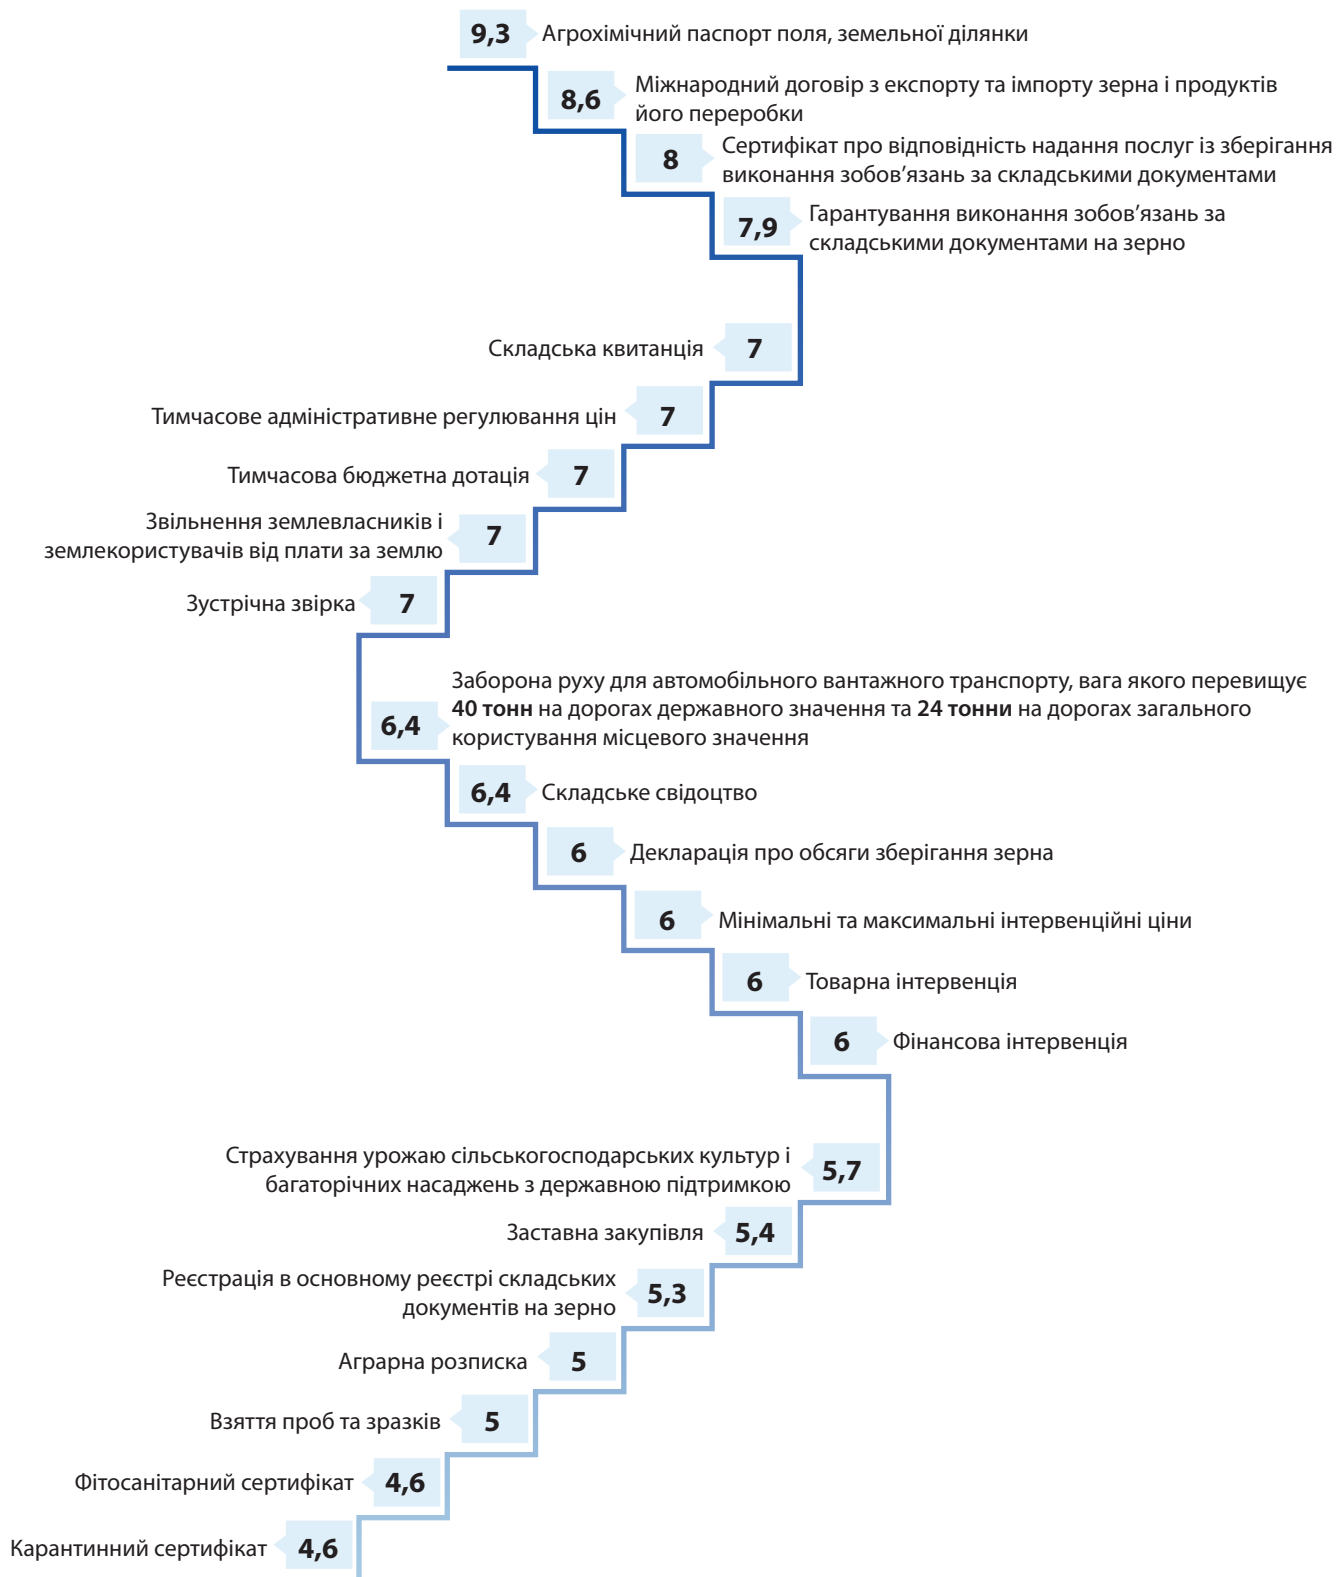 9,3 Агрохімічний паспорт поля, земельної ділянки
8,6 Міжнародний договір з експорту та імпорту зерна і продуктів
його переробки
8 Сертифікат про відповідність надання послуг із зберігання
виконання зобов'язань за складськими документами
7,9 Гарантування виконання зобов'язань за
складськими документами на зерно
Складська квитанція 7
Тимчасове адміністративне регулювання цін 7
Тимчасова бюджетна дотація 7
Звільнення землевласників і
землекористувачів від плати за землю 7
Зустрічна звірка 7
Заборона руху для автомобільного вантажного транспорту, вага якого перевищує
6,4 40 тонн на дорогах державного значення та 24 тонни на дорогах загального
користування місцевого значення
6,4 Складське свідоцтво
6 Декларація про обсяги зберігання зерна
6 Мінімальні та максимальні інтервенційні ціни
6 Товарна інтервенція
6 Фінансова інтервенція
Страхування урожаю сільськогосподарських культур і
багаторічних насаджень з державною підтримкою 5,7
Заставна закупівля 5,4
Реєстрація в основному реєстрі складських
документів на зерно 5,3
Аграрна розписка 5
Взяття проб та зразків 5
Фітосанітарний сертифікат 4,6
Карантинний сертифікат 4,6